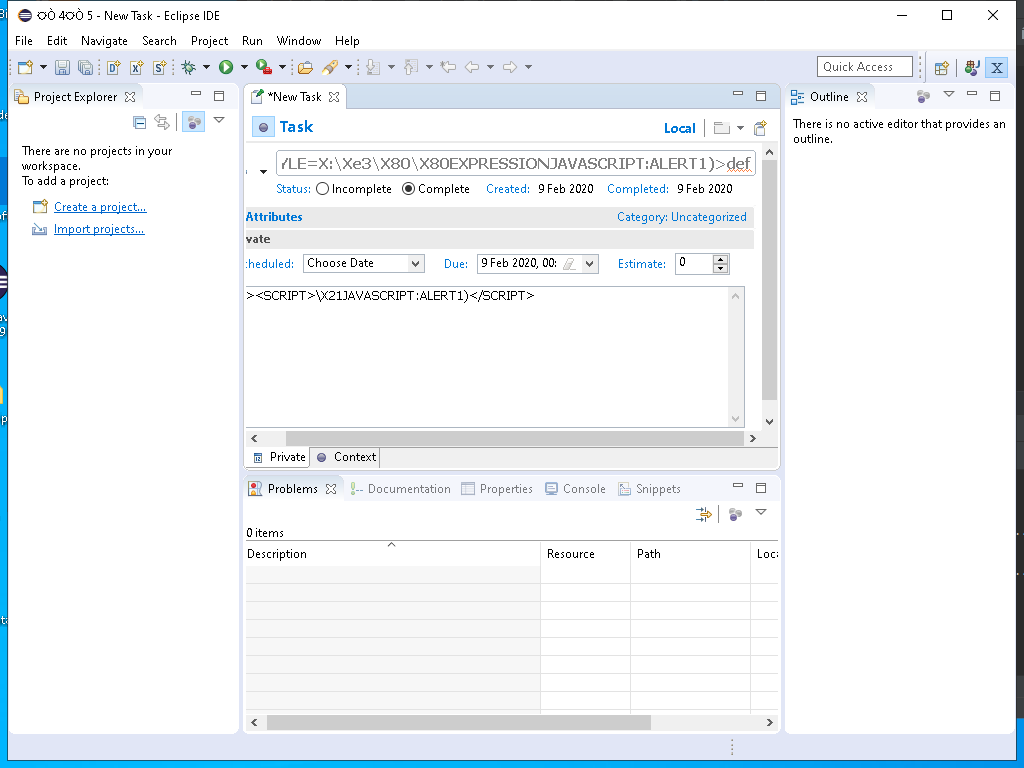 ѸÒ 4ѸÒ 5 - New Task - Eclipse IDE
File Edit Navigate Search Project Run Window Help
Quick Access
Project Explorer
There are no projects in your
workspace.
To add a project:
Create a project...
Import projects...
*New Task
Task
Local
/LE=X:\Xe3\X80\X80EXPRESSIONJAVASCRIPT:ALERT1)>def
Status: Incomplete Complete Created: 9 Feb 2020 Completed: 9 Feb 2020
Attributes Category: Uncategorized
vate
heduled: Choose Date Due: 9 Feb 2020, 00: Estimate: 0
><SCRIPT>\X21JAVASCRIPT:ALERT1)</SCRIPT>
Private Context
Problems Documentation Properties Console Snippets
0 items
Description Resource Path Loca
Outline
There is no active editor that provides an
outline.